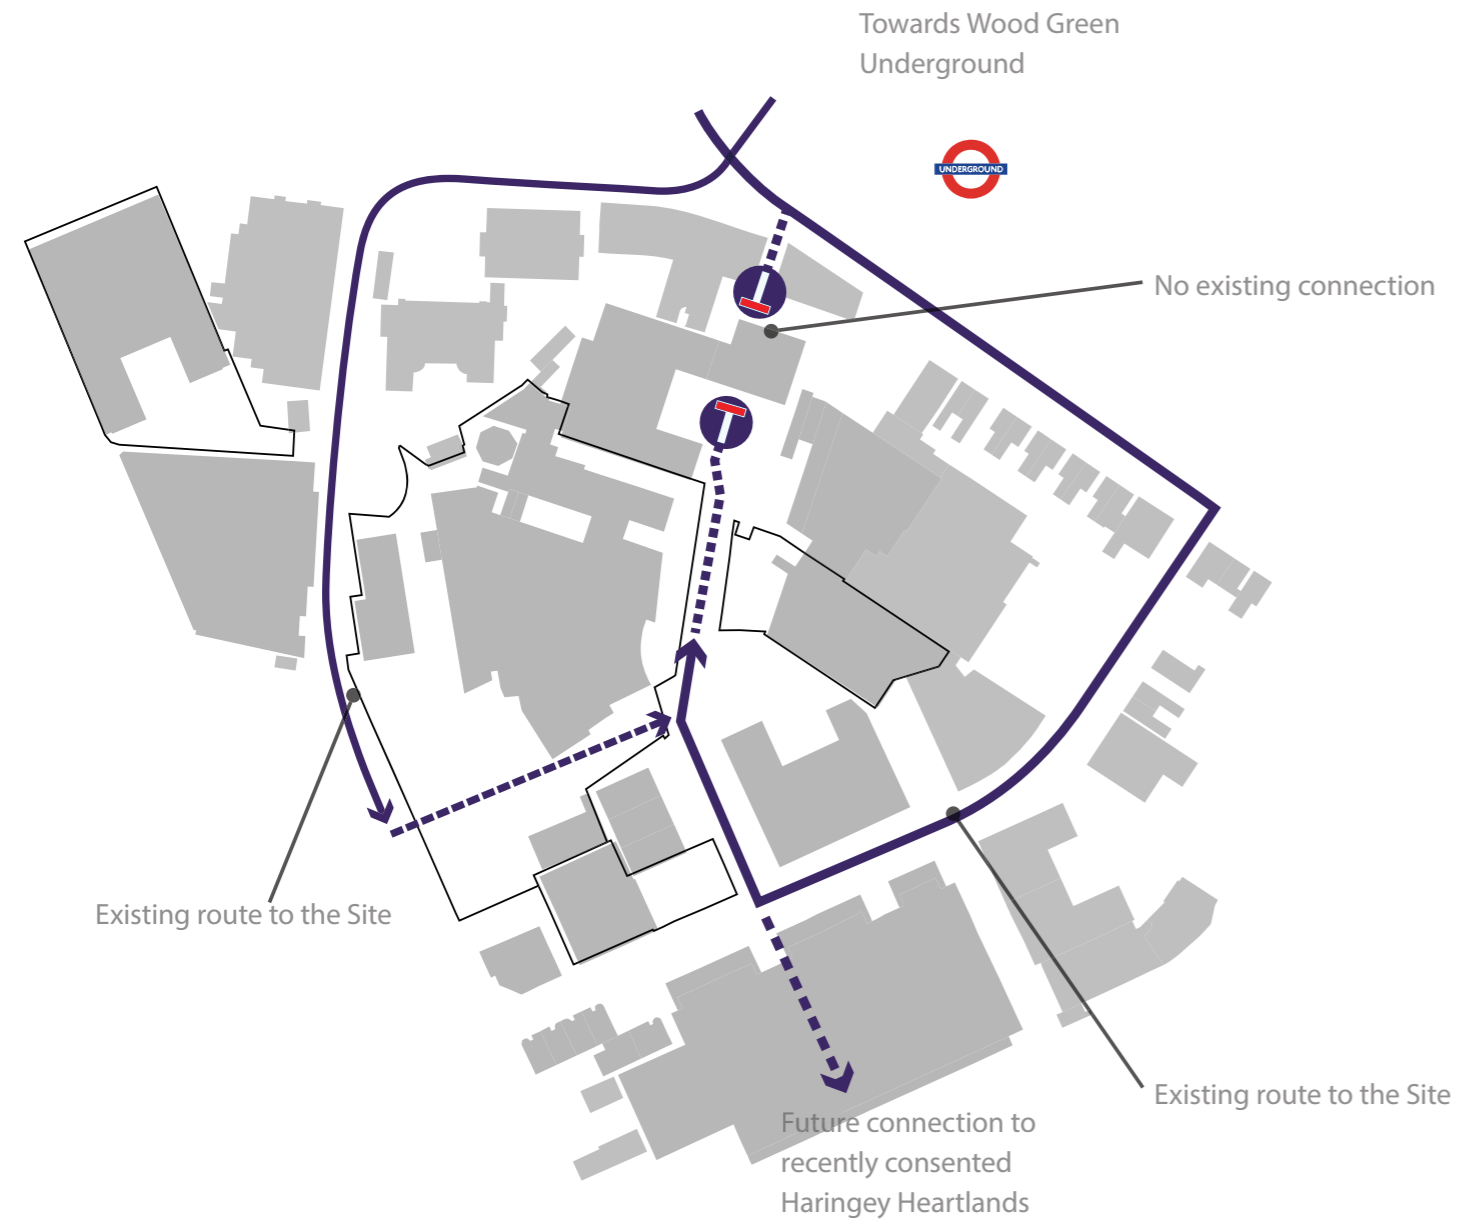 Towards Wood Green
Underground
UNDERGROUND
No existing connection
Existing route to the Site
Existing route to the Site
Future connection to
recently consented
Haringey Heartlands